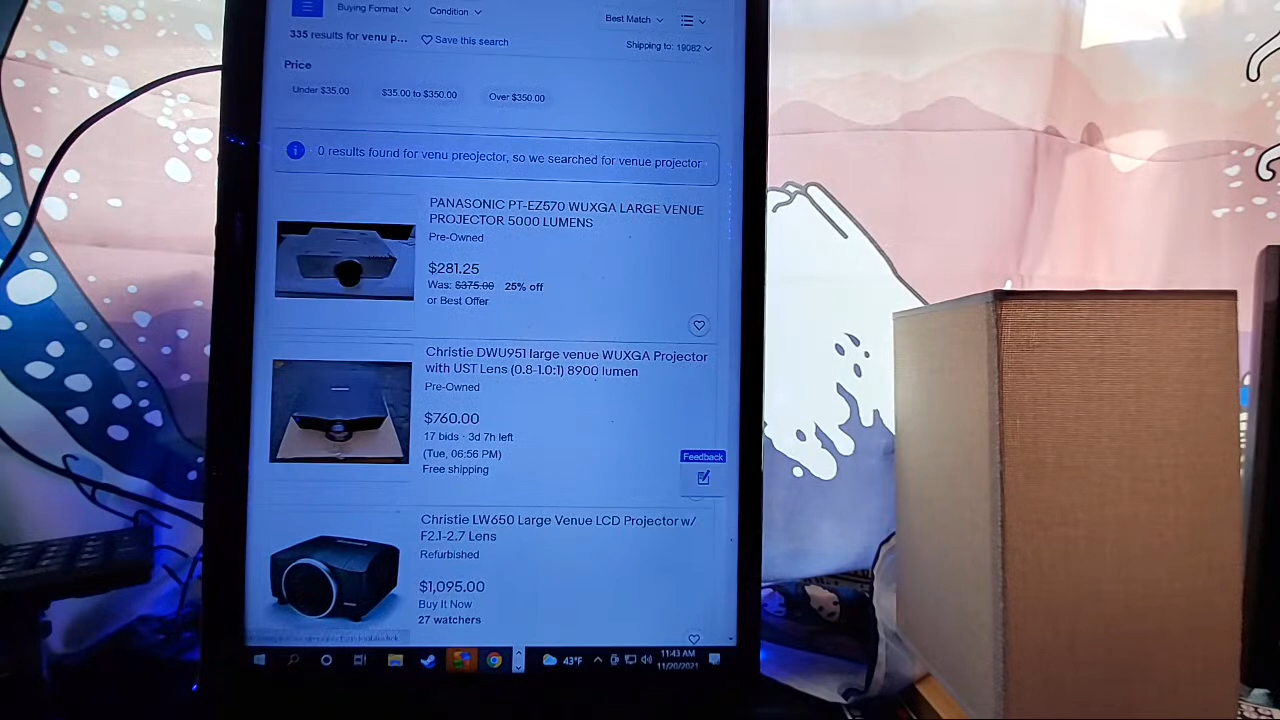 Buying Format
Condition
Best Match
335 results for venu p...
Save this search
Shipping to: 19082
Price
Under $35.00
$35.00 to $350.00
Over $350.00
0 results found for venu preojector, so we searched for venue projector
PANASONIC PT-EZ570 WUXGA LARGE VENUE
PROJECTOR 5000 LUMENS
Pre-Owned
$281.25
Was: $375.00 25% off
or Best Offer
Christie DWU951 large venue WUXGA Projector
with UST Lens (0.8-1.0:1) 8900 lumen
Pre-Owned
$760.00
17 bids · 3d 7h left
(Tue, 06:56 PM)
Free shipping
Feedback
Christie LW650 Large Venue LCD Projector w/
F2.1-2.7 Lens
Refurbished
$1,095.00
Buy It Now
27 watchers
43°F
11:43 AM
11/20/2021